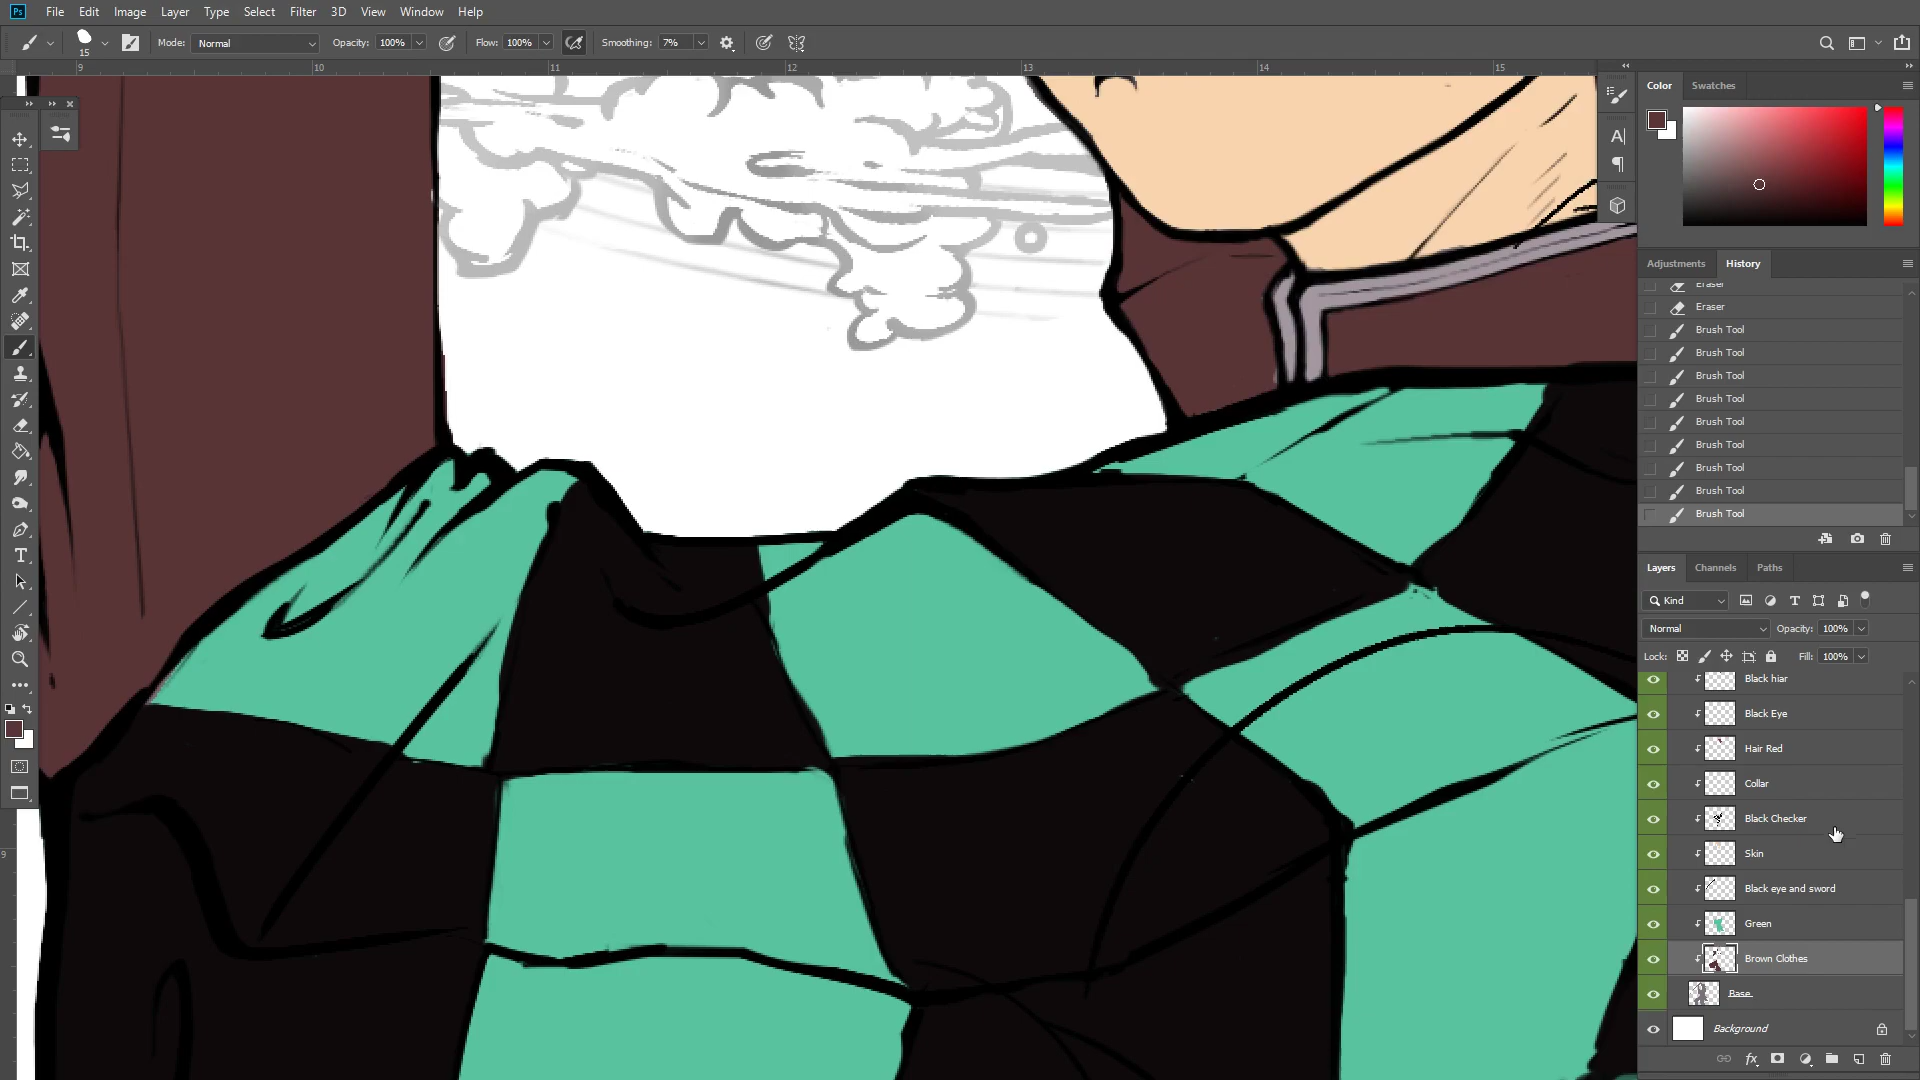 Ps File Edit Image Layer Type Select Filter 3D View Window Help
15 Mode: Normal Opacity: 100% Flow: 100% Smoothing: 7%
9 10 11 12 13 14 15
Color Swatches
Adjustments History
Eraser
Eraser
Brush Tool
Brush Tool
Brush Tool
Brush Tool
Brush Tool
Brush Tool
Brush Tool
Brush Tool
Brush Tool
Layers Channels Paths
Kind
Normal Opacity: 100%
Lock: Fill: 100%
Black hiar
Black Eye
Hair Red
Collar
Black Checker
Skin
Black eye and sword
Green
Brown Clothes
Base
Background
fx
9